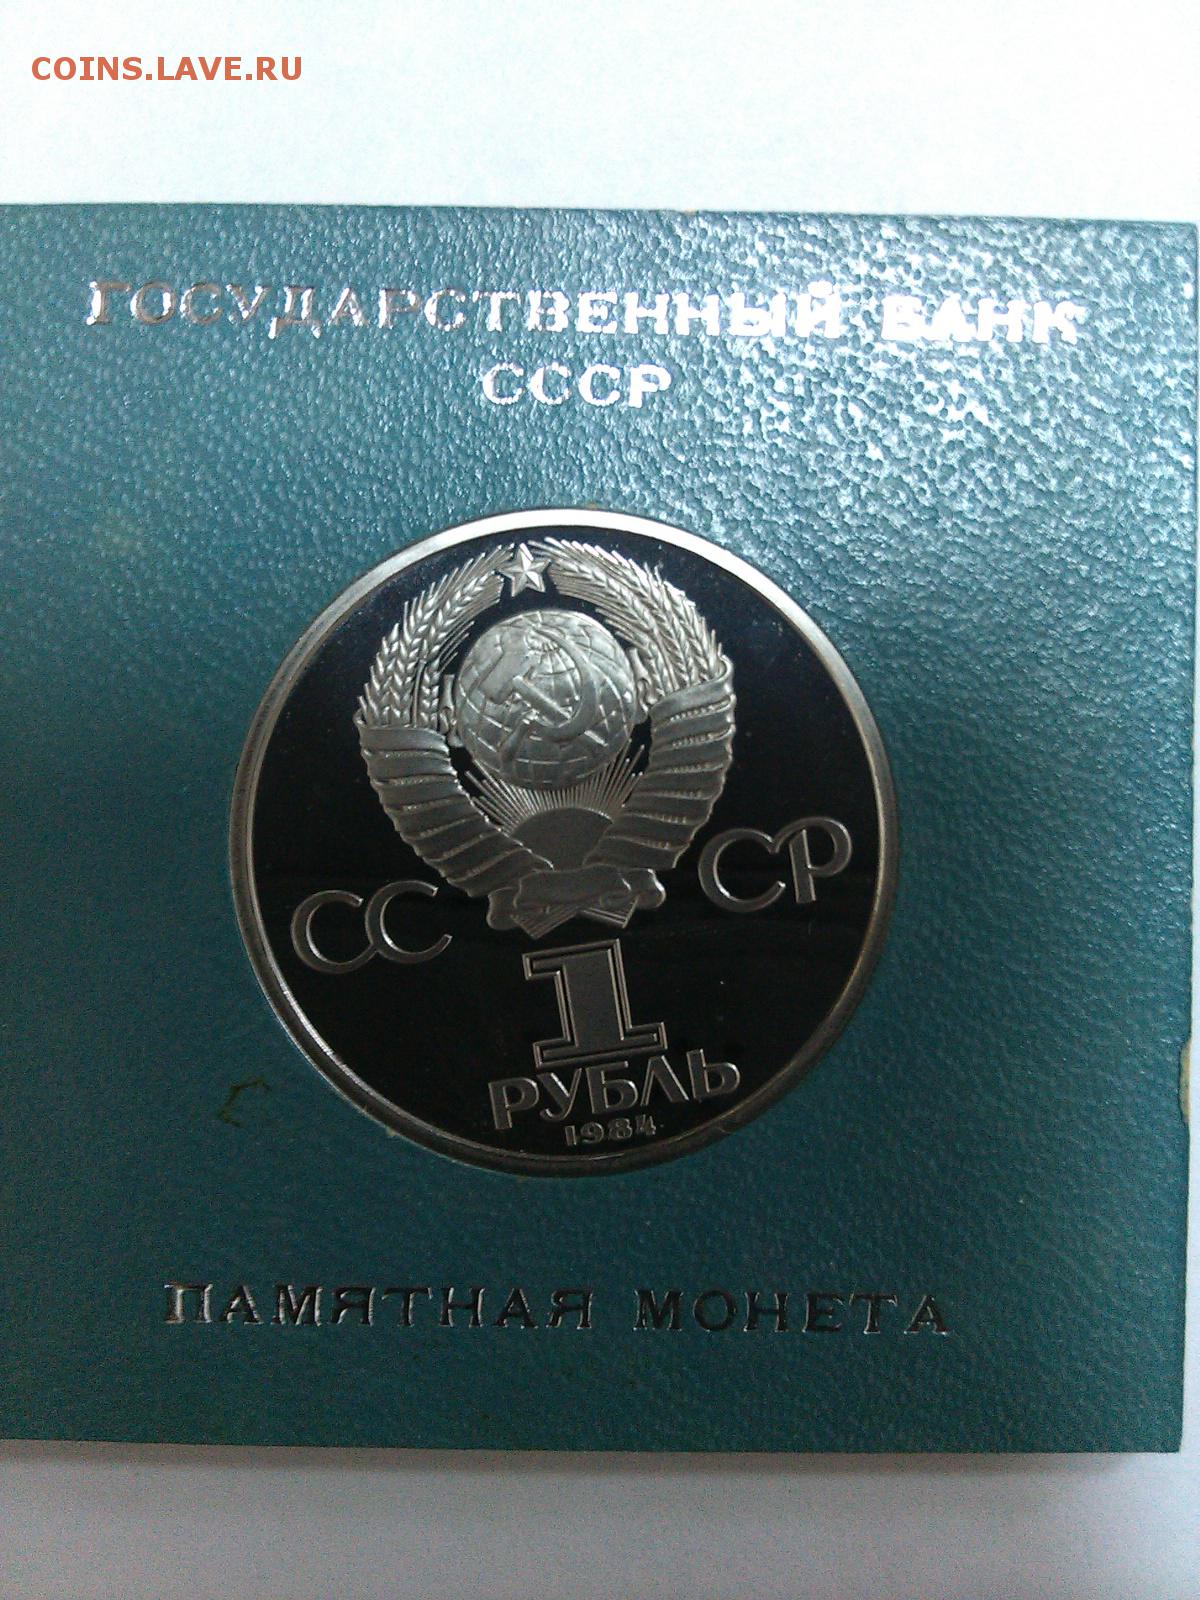 COINS.LAVE.RU
ГОСУДАРСТВЕННЫЙ БАНК
СССР
СС СР
1
РУБЛЬ
1984
ПАМЯТНАЯ МОНЕТА